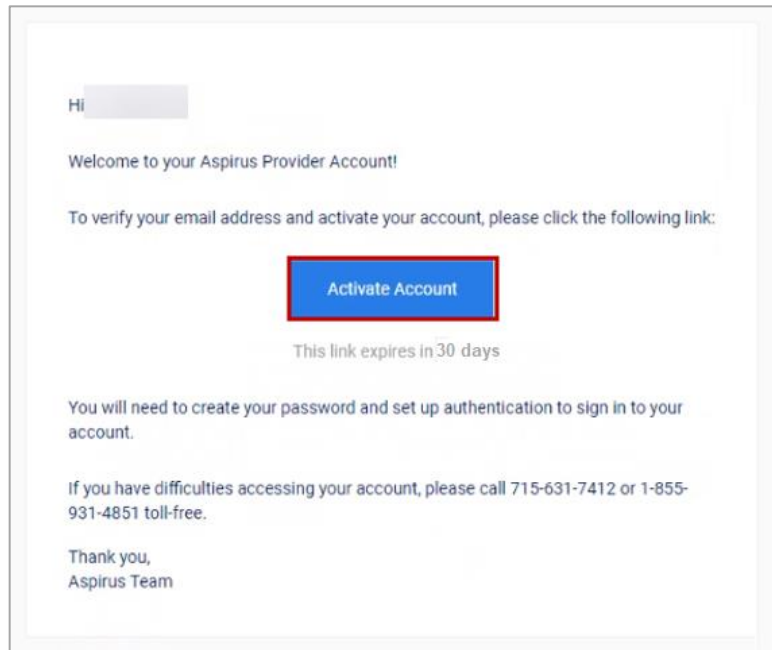 Hi
Welcome to your Aspirus Provider Account!
To verify your email address and activate your account, please click the following link:
Activate Account
This link expires in 30 days
You will need to create your password and set up authentication to sign in to your
account.
If you have difficulties accessing your account, please call 715-631-7412 or 1-855-
931-4851 toll-free.
Thank you,
Aspirus Team